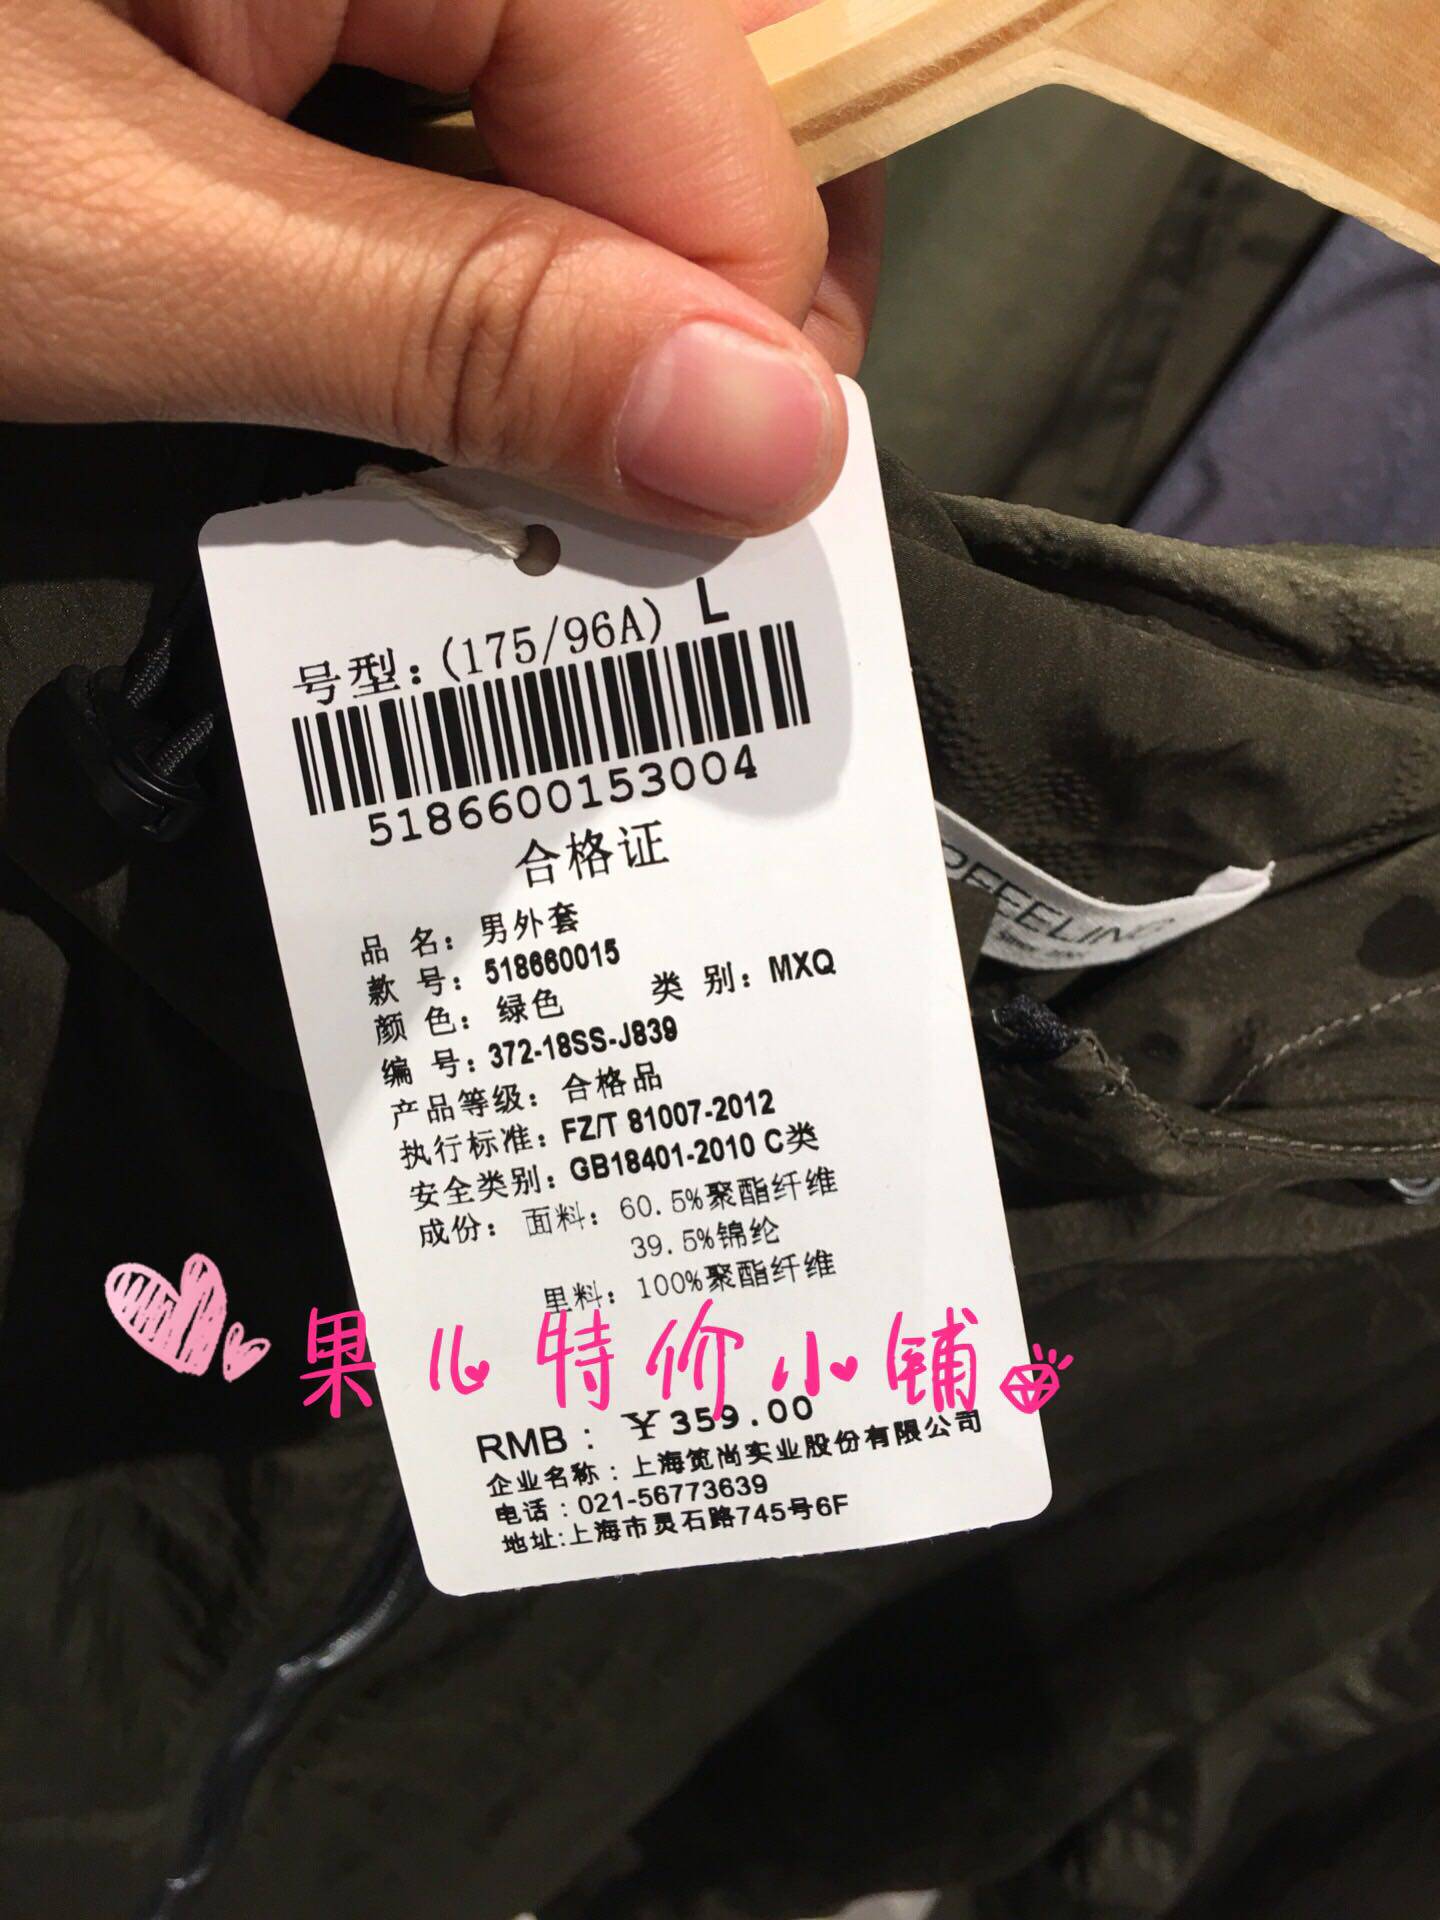 号型:(175/96A) L
5186600153004
合格证
品 名: 男外套
款 号: 518660015
颜 色: 绿色 类 别: MXQ
编 号: 372-18SS-J839
产品等级: 合格品
执行标准: FZ/T 81007-2012
安全类别: GB18401-2010 C类
成份: 面料: 60.5%聚酯纤维
39.5%锦纶
里料: 100%聚酯纤维
果儿特价小铺
RMB: ¥359.00
企业名称:上海笕尚实业股份有限公司
电话:021-56773639
地址:上海市灵石路745号6F